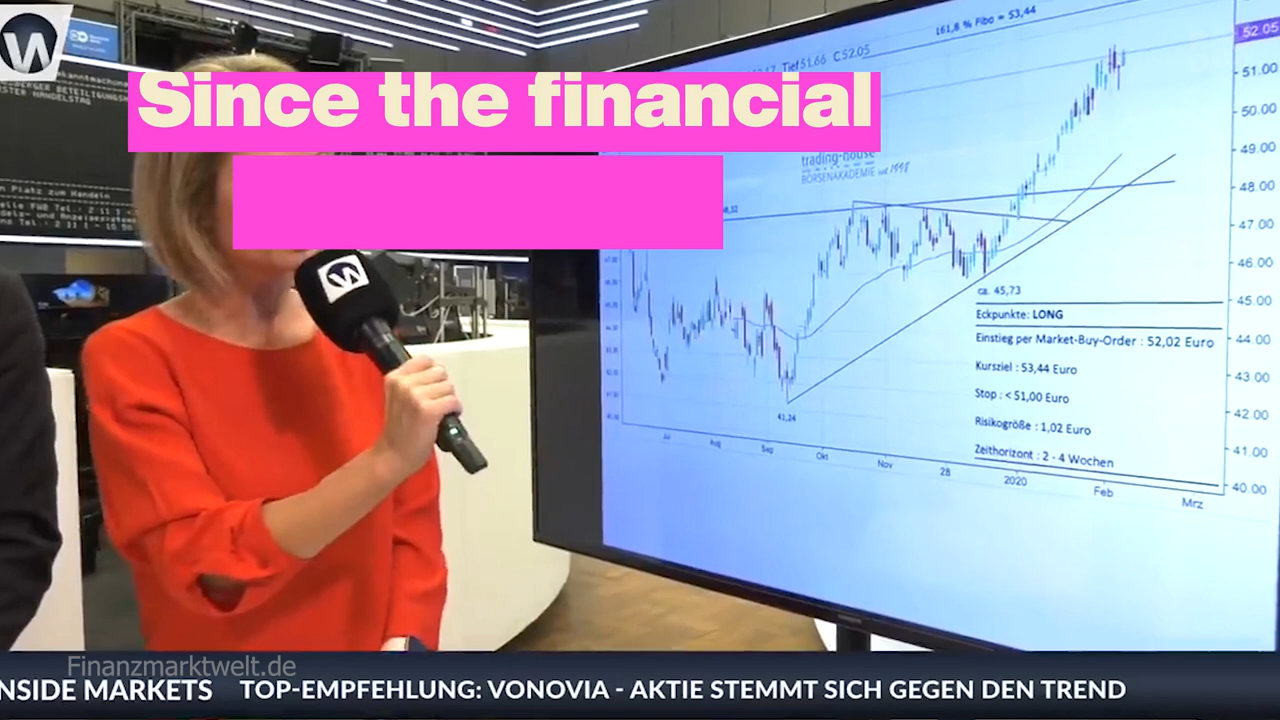 W
Since the financial
161,8 % Fibo = 53,44
Tief51.66 C52.05
52.05
trading-house
BÖRSENAKADEMIE seit 1998
51.00
50.00
49.00
48.00
47.00
46.00
45.00
44.00
43.00
42.00
41.00
40.00
ca. 45,73
Eckpunkte: LONG
Einstieg per Market-Buy-Order : 52,02 Euro
Kursziel : 53,44 Euro
Stop : < 51,00 Euro
Risikogröße : 1,02 Euro
Zeithorizont : 2 - 4 Wochen
41,24
Jul Aug Sep Okt Nov 28 2020 Feb Mrz
W
Finanzmarktwelt.de
NSIDE MARKETS TOP-EMPFEHLUNG: VONOVIA - AKTIE STEMMT SICH GEGEN DEN TREND